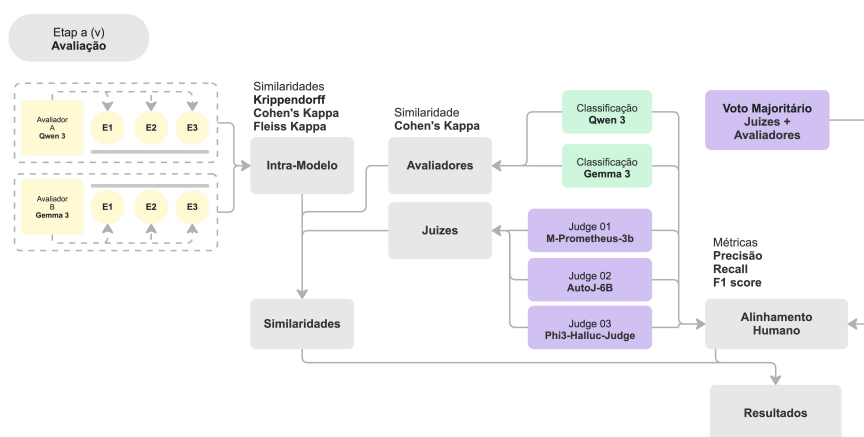 Etap a (v)
Avaliação
Avaliador
A
Qwen 3
E1
E2
E3
Avaliador
B
Gemma 3
E1
E2
E3
Similaridades
Krippendorff
Cohen's Kappa
Fleiss Kappa
Intra-Modelo
Similaridade
Cohen's Kappa
Avaliadores
Juizes
Similaridades
Classificação
Qwen 3
Classificação
Gemma 3
Judge 01
M-Prometheus-3b
Judge 02
AutoJ-6B
Judge 03
Phi3-Halluc-Judge
Voto Majoritário
Juizes +
Avaliadores
Métricas
Precisão
Recall
F1 score
Alinhamento
Humano
Resultados